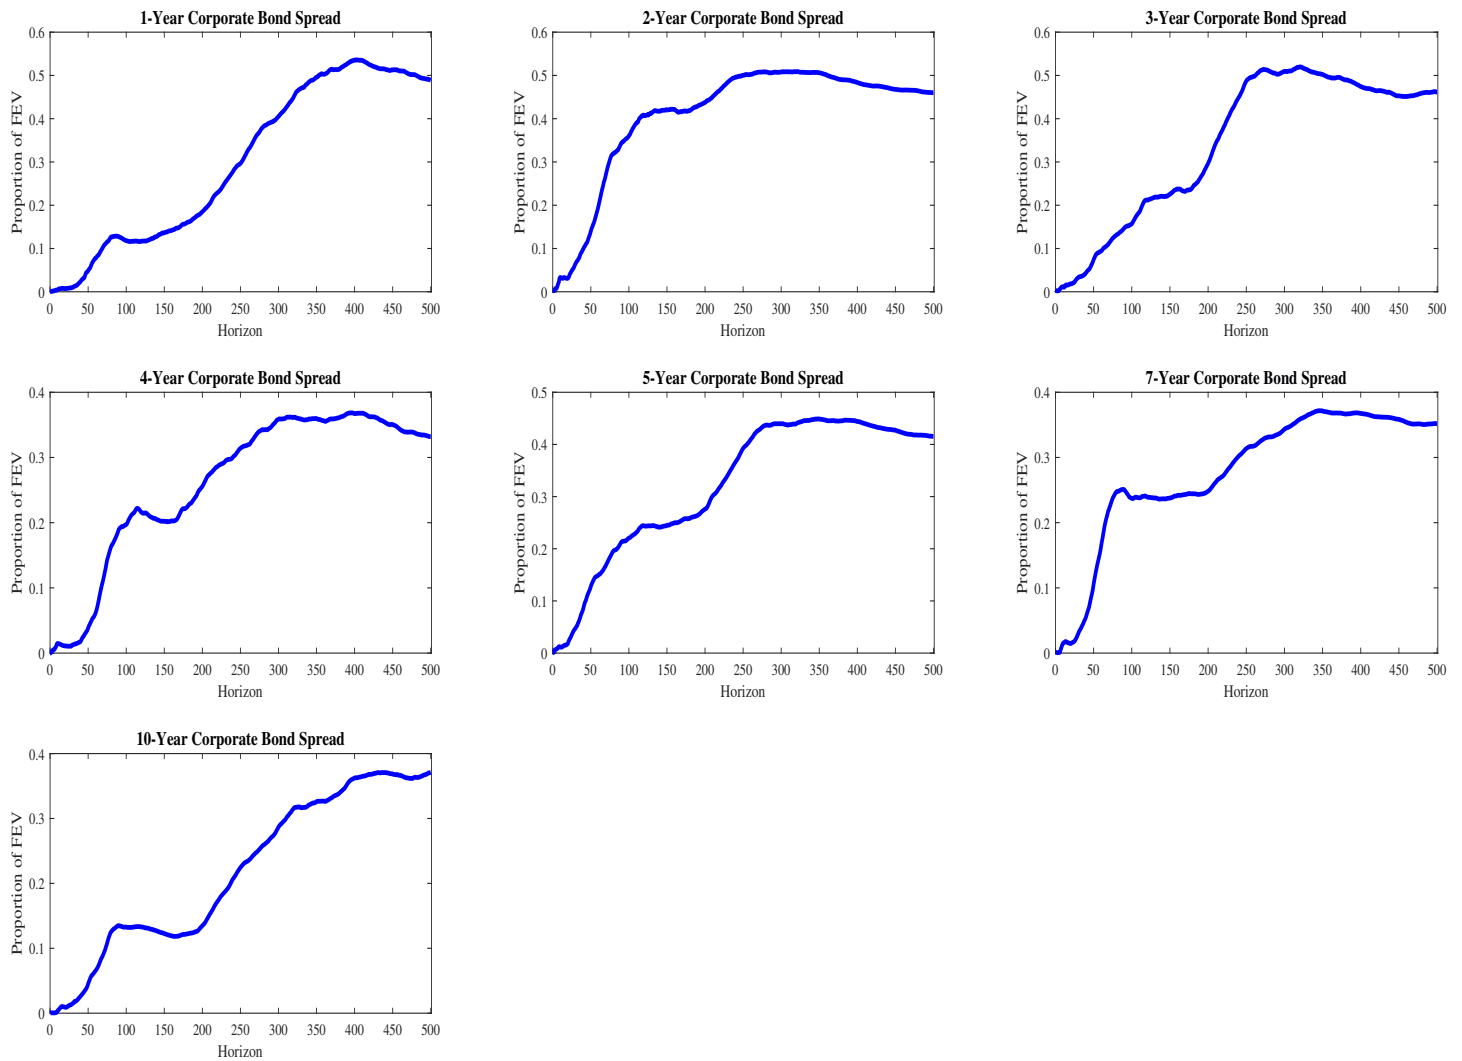 1-Year Corporate Bond Spread
Proportion of FEV
0.6
0.5
0.4
0.3
0.2
0.1
0
0 50 100 150 200 250 300 350 400 450 500
Horizon
2-Year Corporate Bond Spread
Proportion of FEV
0.6
0.5
0.4
0.3
0.2
0.1
0
0 50 100 150 200 250 300 350 400 450 500
Horizon
3-Year Corporate Bond Spread
Proportion of FEV
0.6
0.5
0.4
0.3
0.2
0.1
0
0 50 100 150 200 250 300 350 400 450 500
Horizon
4-Year Corporate Bond Spread
Proportion of FEV
0.4
0.3
0.2
0.1
0
0 50 100 150 200 250 300 350 400 450 500
Horizon
5-Year Corporate Bond Spread
Proportion of FEV
0.5
0.4
0.3
0.2
0.1
0
0 50 100 150 200 250 300 350 400 450 500
Horizon
7-Year Corporate Bond Spread
Proportion of FEV
0.4
0.3
0.2
0.1
0
0 50 100 150 200 250 300 350 400 450 500
Horizon
10-Year Corporate Bond Spread
Proportion of FEV
0.4
0.3
0.2
0.1
0
0 50 100 150 200 250 300 350 400 450 500
Horizon